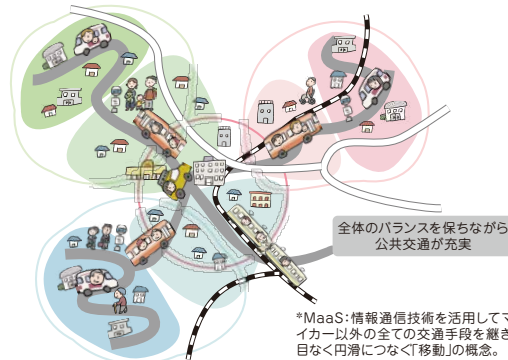 全体のバランスを保ちながら
公共交通が充実
*MaaS：情報通信技術を活用してマ
イカー以外の全ての交通手段を継ぎ
目なく円滑につなぐ「移動」の概念。